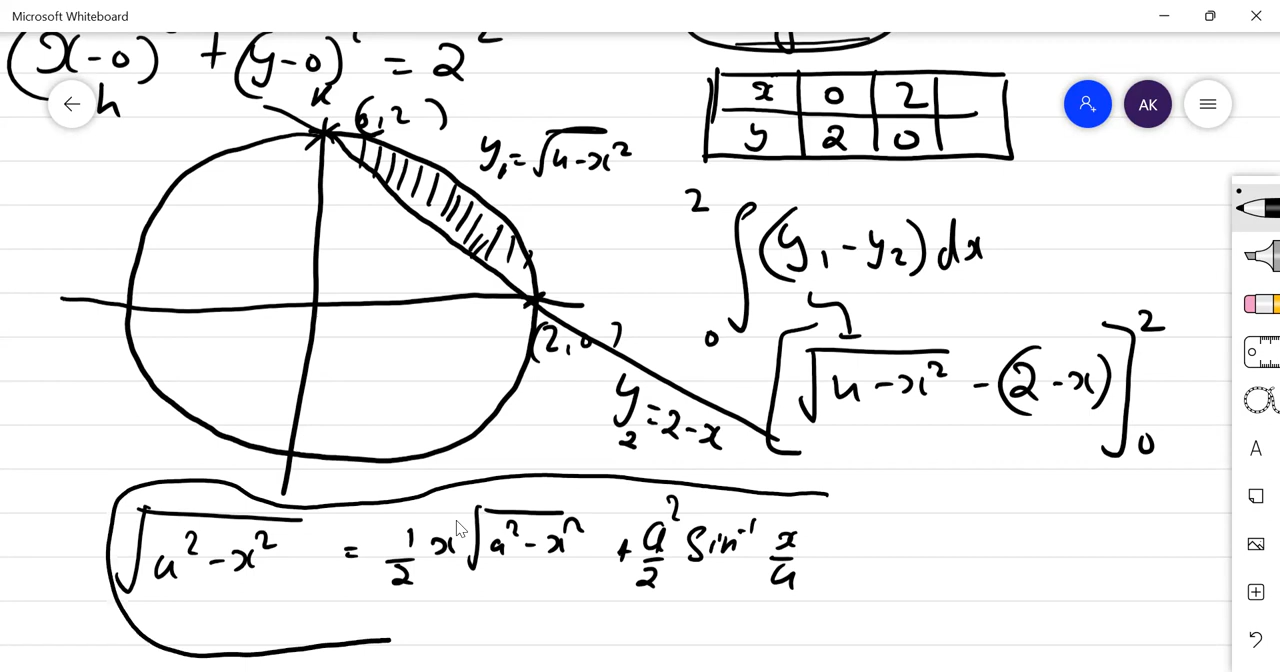 Microsoft Whiteboard
(x-0)² + (y-0)² = 2²
h k
(0,2)
y₁ = √4-x²
x 0 2
y 2 0
AK
2
∫ (y₁ - y₂) dx
0
(2,0)
y₂ = 2-x
[√4-x² - (2-x)]²₀
√a²-x² = 1/2 x √a²-x² + a²/2 Sin⁻¹ x/a
A